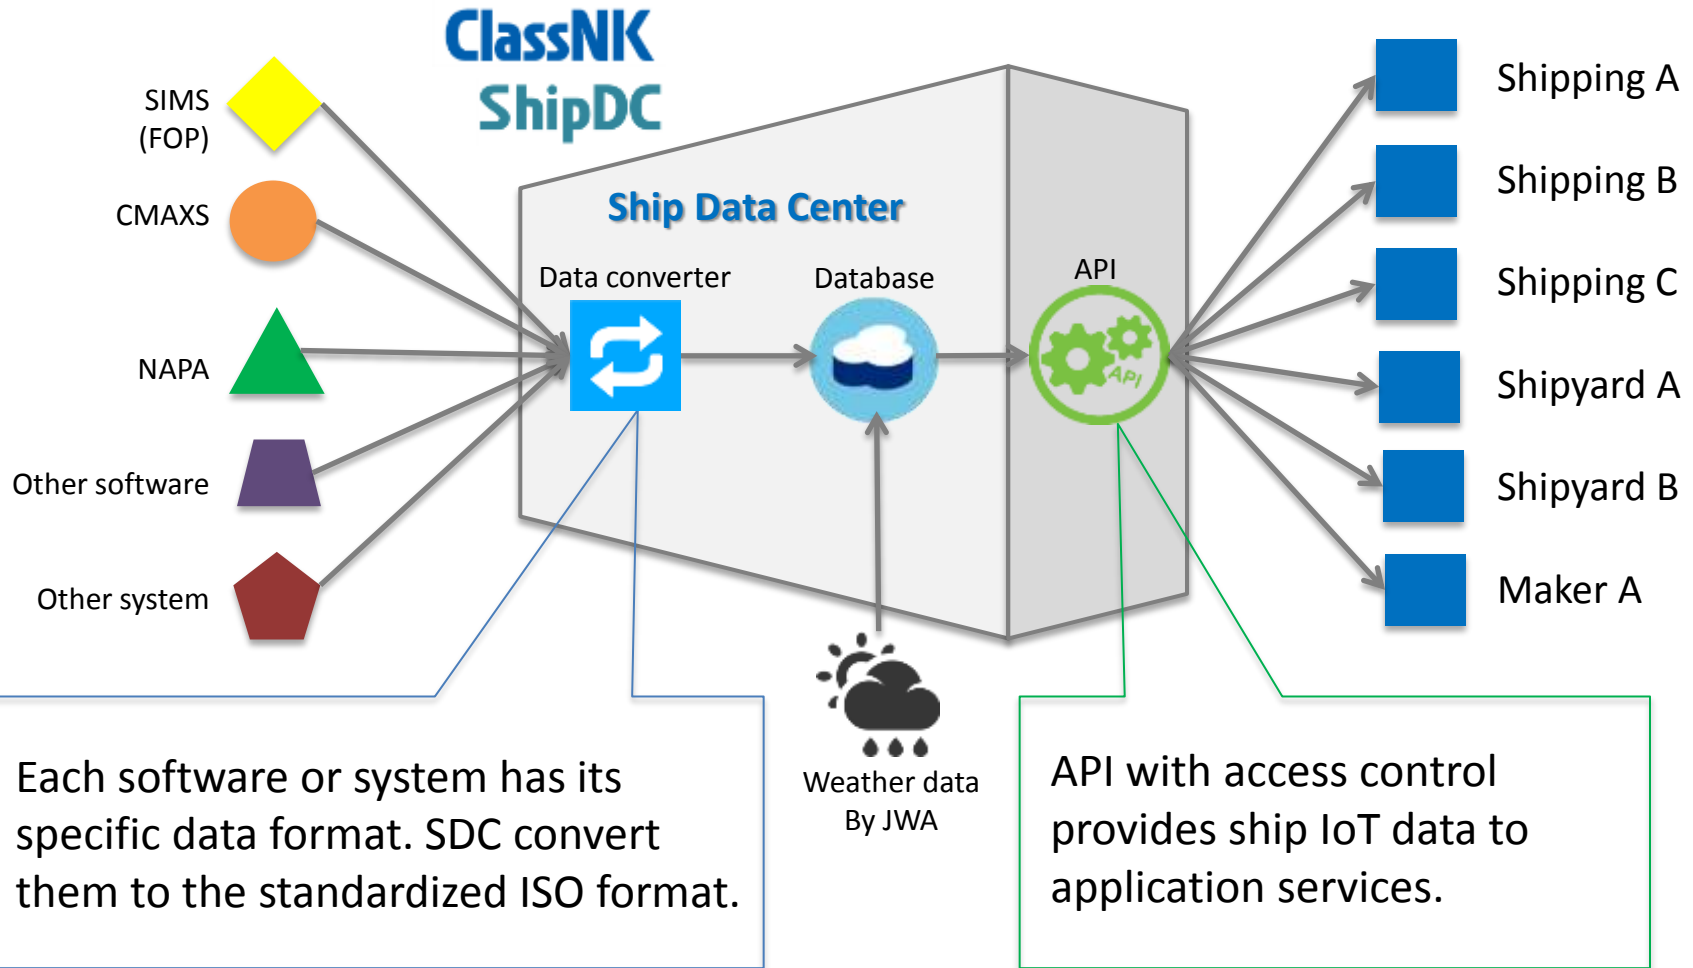 ClassNK
ShipDC
SIMS
(FOP)
CMAXS
NAPA
Other software
Other system
Ship Data Center
Data converter
Database
API
API
Shipping A
Shipping B
Shipping C
Shipyard A
Shipyard B
Maker A
Each software or system has its
specific data format. SDC convert
them to the standardized ISO format.
Weather data
By JWA
API with access control
provides ship IoT data to
application services.